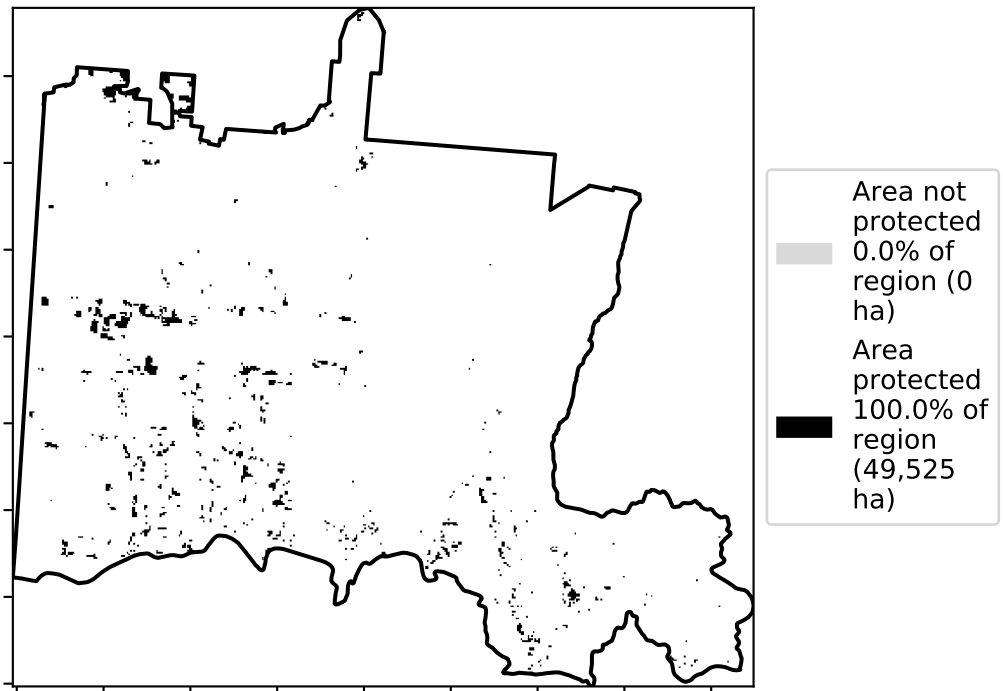 Area not
protected
0.0% of
region (0
ha)
Area
protected
100.0% of
region
(49,525
ha)